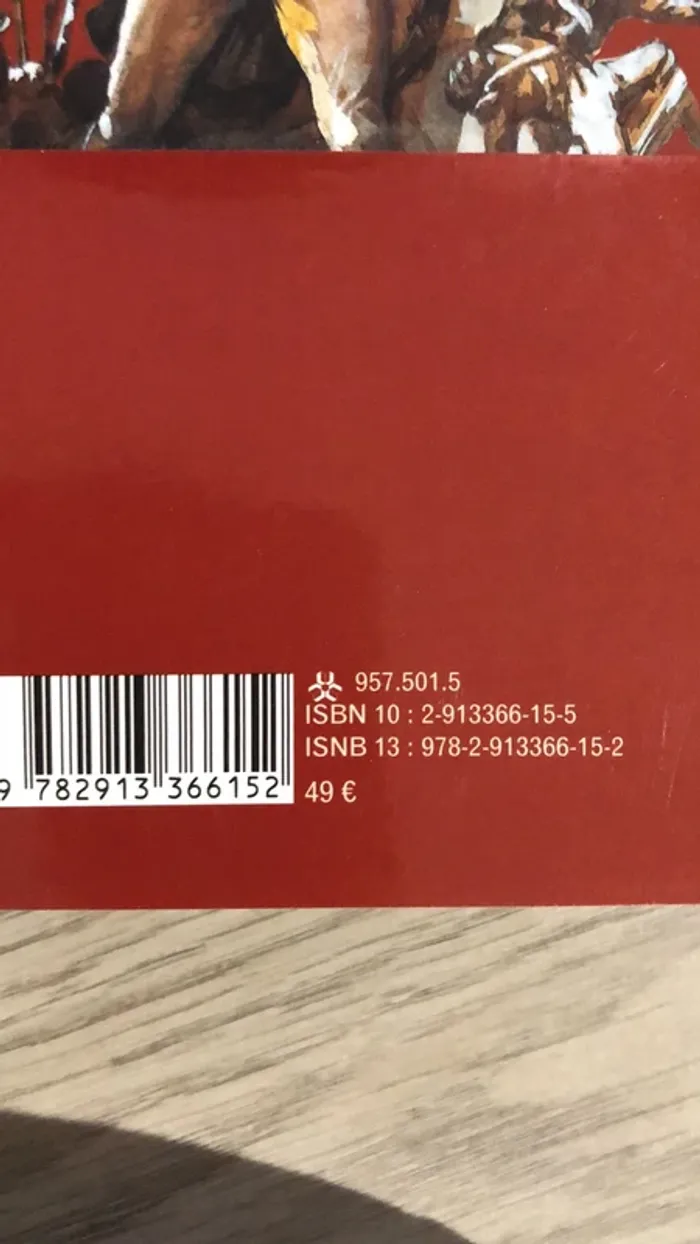 957.501.5
ISBN 10 : 2-913366-15-5
ISNB 13 : 978-2-913366-15-2
9 782913 366152
49 €